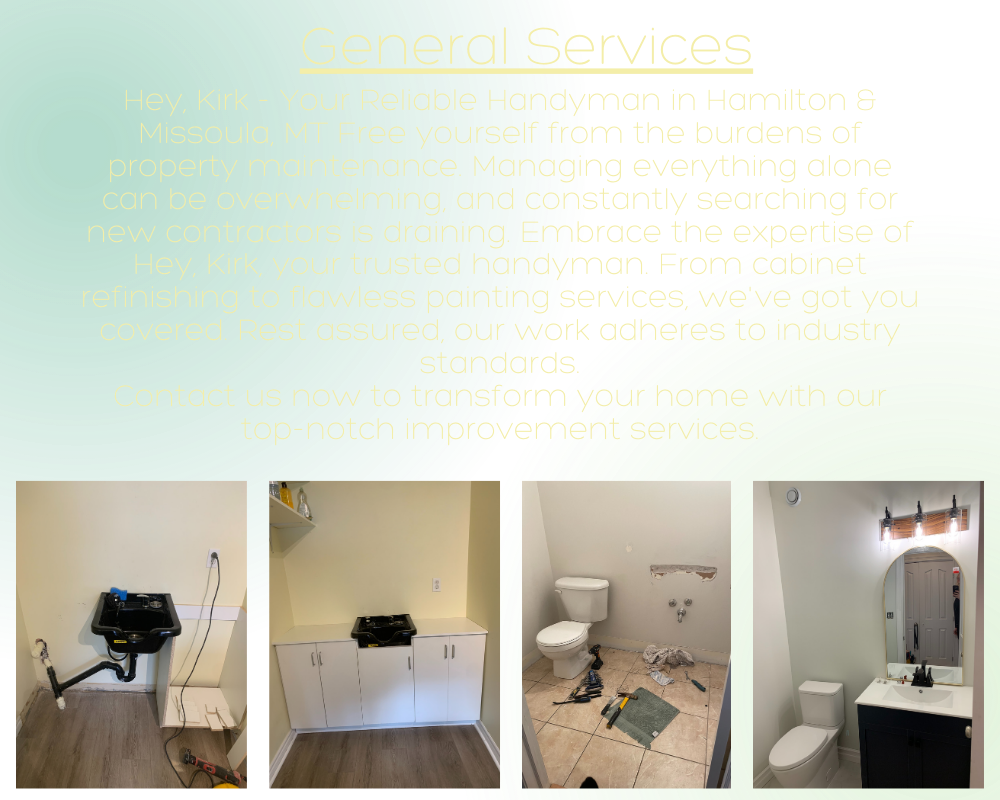 General Services
Hey, Kirk - Your Reliable Handyman in Hamilton &
Missoula, MT Free yourself from the burdens of
property maintenance. Managing everything alone
can be overwhelming, and constantly searching for
new contractors is draining. Embrace the expertise of
Hey, Kirk, your trusted handyman. From cabinet
refinishing to flawless painting services, we've got you
covered. Rest assured, our work adheres to industry
standards.
Contact us now to transform your home with our
top-notch improvement services.